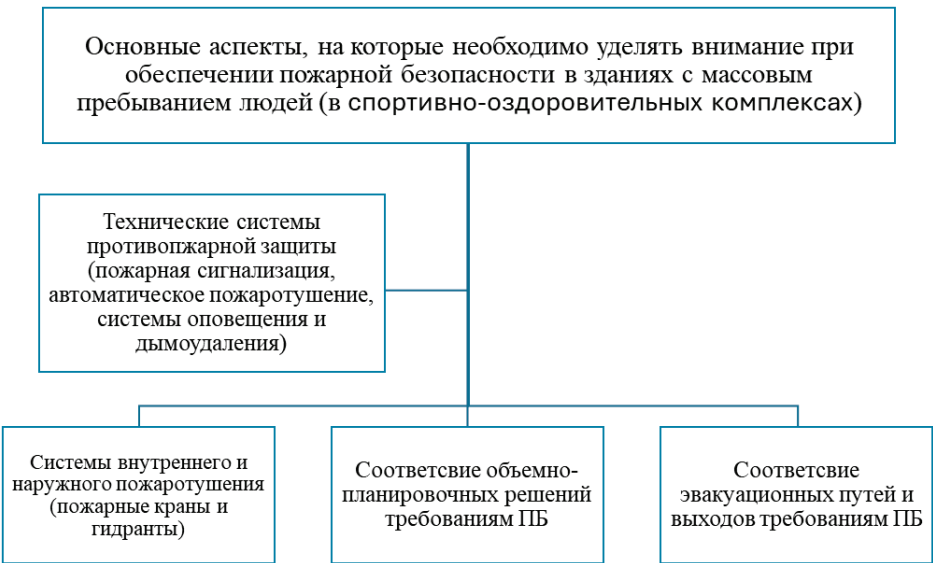 Основные аспекты, на которые необходимо уделять внимание при
обеспечении пожарной безопасности в зданиях с массовым
пребыванием людей (в спортивно-оздоровительных комплексах)
Технические системы
противопжарной защиты
(пожарная сигнализация,
автоматическое пожаротушение,
системы оповещения и
дымоудаления)
Системы внутреннего и
наружного пожаротушения
(пожарные краны и
гидранты)
Соответсвие объемно-
планировочных решений
требованиям ПБ
Соответсвие
эвакуационных путей и
выходов требованиям ПБ